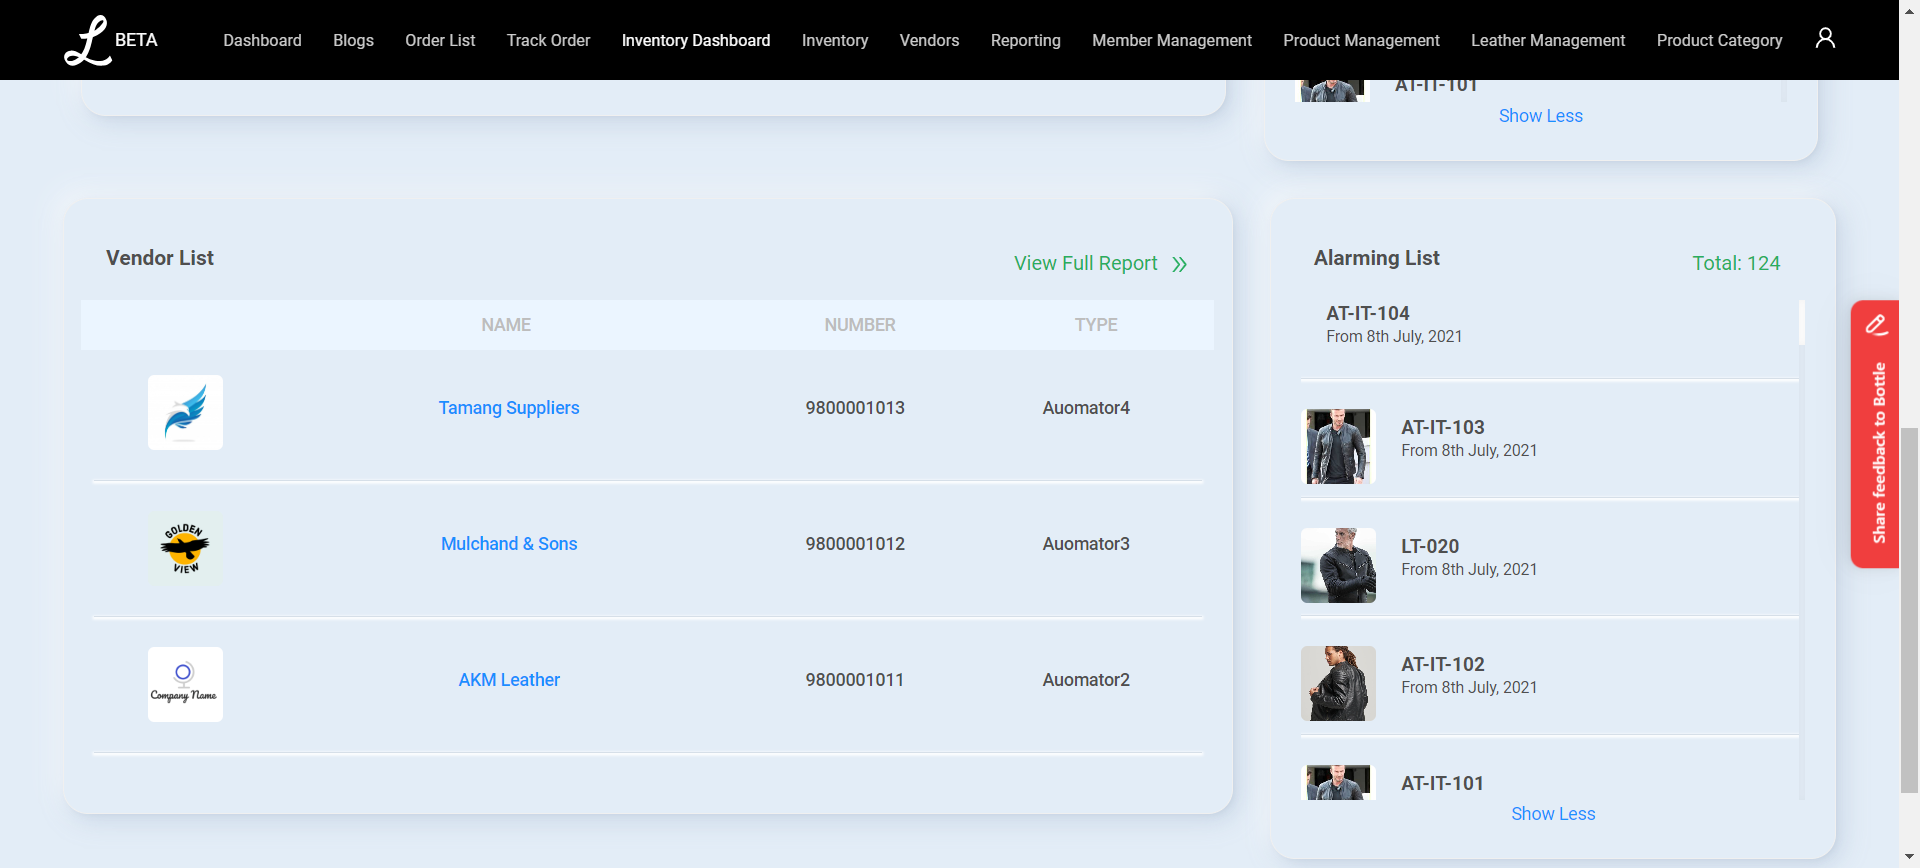 L BETA
Dashboard Blogs Order List Track Order Inventory Dashboard Inventory Vendors Reporting Member Management Product Management Leather Management Product Category
AT-IT-101
Show Less
Vendor List
View Full Report
NAME NUMBER TYPE
Tamang Suppliers 9800001013 Auomator4
GOLDEN
VIEW
Mulchand & Sons 9800001012 Auomator3
Company Name
AKM Leather 9800001011 Auomator2
Alarming List
Total: 124
AT-IT-104
From 8th July, 2021
AT-IT-103
From 8th July, 2021
LT-020
From 8th July, 2021
AT-IT-102
From 8th July, 2021
AT-IT-101
Show Less
Share feedback to Bottle